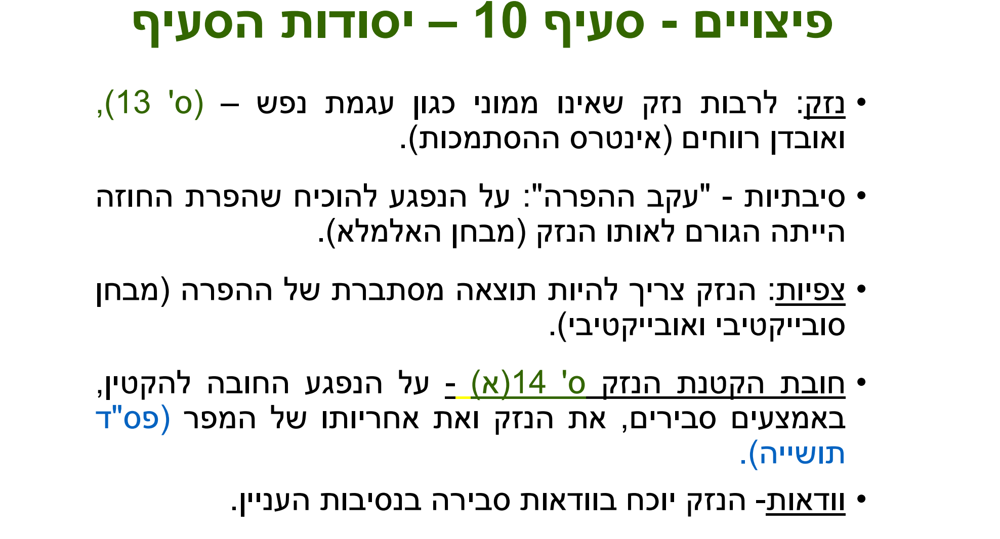 פיצויים - סעיף 10 – יסודות הסעיף
• נזק: לרבות נזק שאינו ממוני כגון עגמת נפש – (ס' 13),
ואובדן רווחים (אינטרס ההסתמכות).
• סיבתיות - "עקב ההפרה": על הנפגע להוכיח שהפרת החוזה
הייתה הגורם לאותו הנזק (מבחן האלמלא).
• צפיות: הנזק צריך להיות תוצאה מסתברת של ההפרה (מבחן
סובייקטיבי ואובייקטיבי).
• חובת הקטנת הנזק ס' 14(א) - על הנפגע החובה להקטין,
באמצעים סבירים, את הנזק ואת אחריותו של המפר (פס"ד
תושייה).
• וודאות- הנזק יוכח בוודאות סבירה בנסיבות העניין.